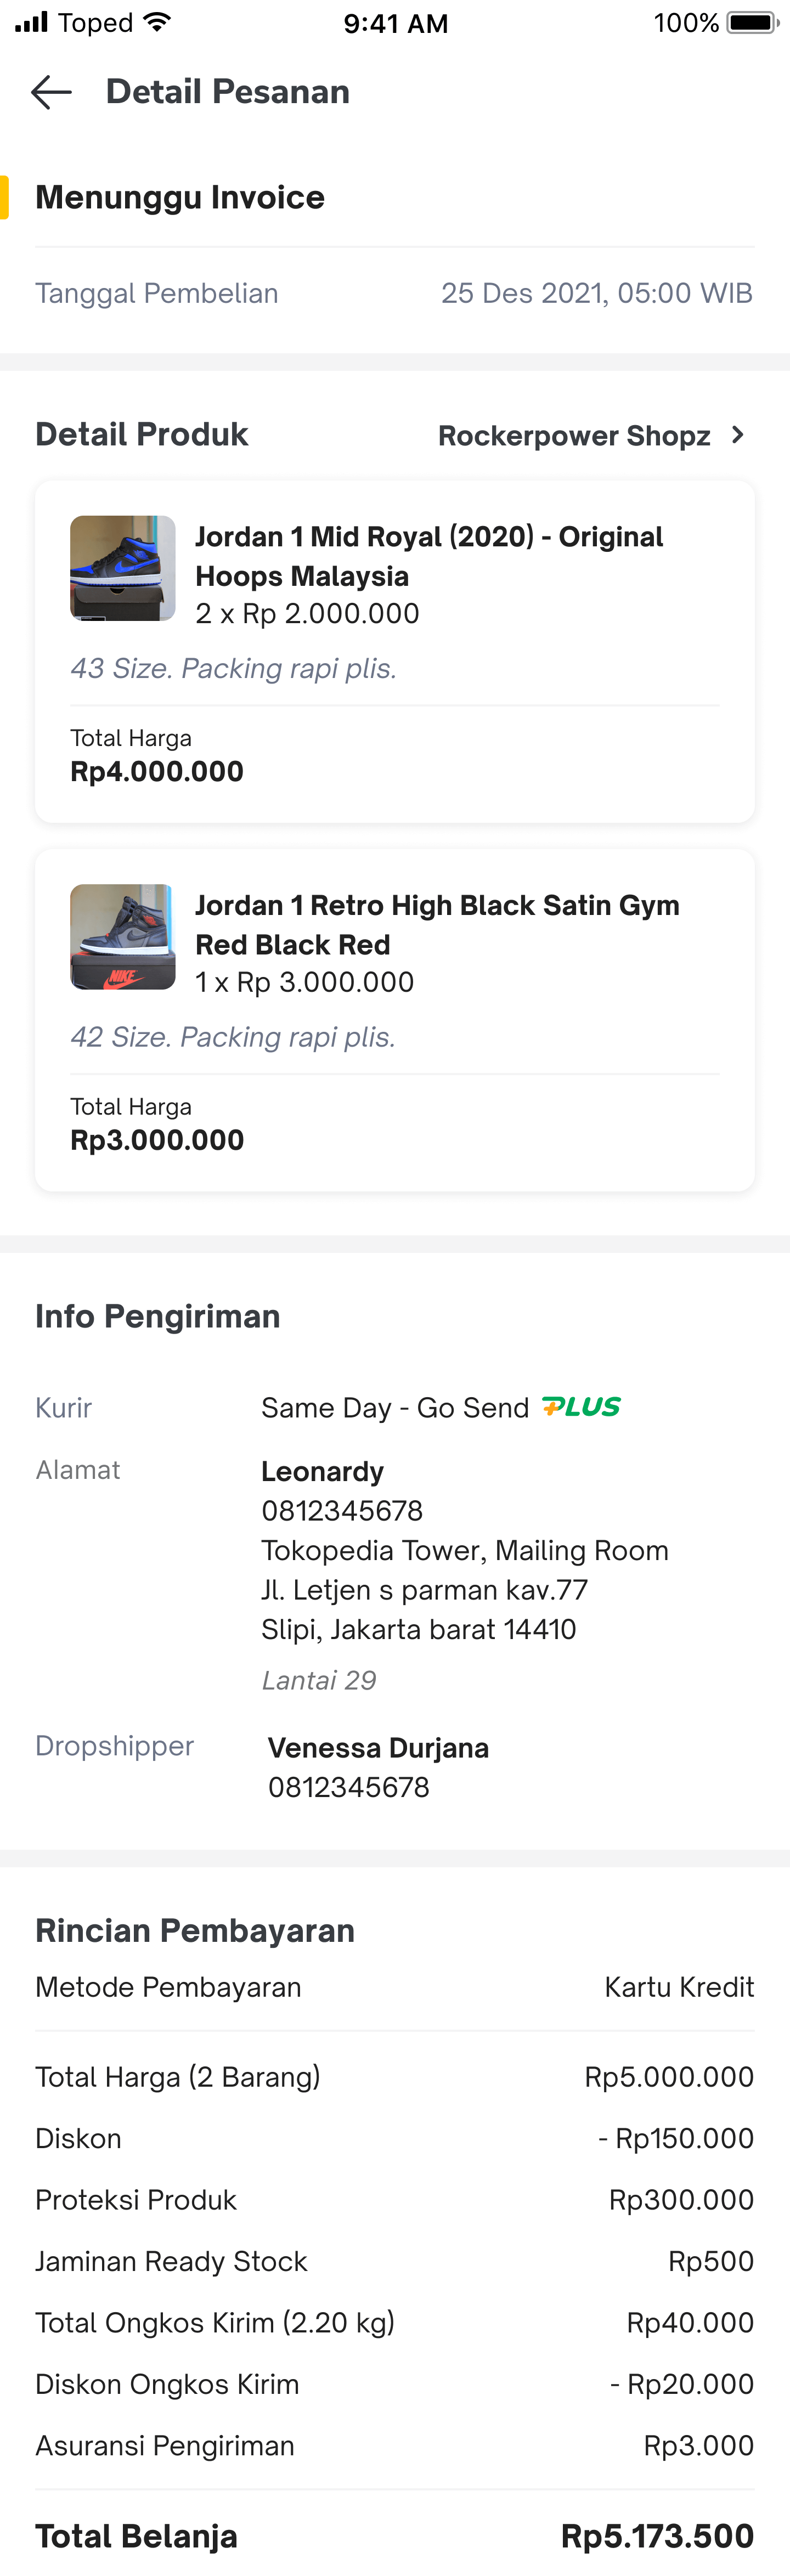 Toped 9:41 AM 100%
Detail Pesanan
Menunggu Invoice
Tanggal Pembelian 25 Des 2021, 05:00 WIB
Detail Produk Rockerpower Shopz
Jordan 1 Mid Royal (2020) - Original
Hoops Malaysia
2 x Rp 2.000.000
43 Size. Packing rapi plis.
Total Harga
Rp4.000.000
Jordan 1 Retro High Black Satin Gym
Red Black Red
1 x Rp 3.000.000
NIKE
42 Size. Packing rapi plis.
Total Harga
Rp3.000.000
Info Pengiriman
Kurir Same Day - Go Send PLUS
Alamat Leonardy
0812345678
Tokopedia Tower, Mailing Room
Jl. Letjen s parman kav.77
Slipi, Jakarta barat 14410
Lantai 29
Dropshipper Venessa Durjana
0812345678
Rincian Pembayaran
Metode Pembayaran Kartu Kredit
Total Harga (2 Barang) Rp5.000.000
Diskon - Rp150.000
Proteksi Produk Rp300.000
Jaminan Ready Stock Rp500
Total Ongkos Kirim (2.20 kg) Rp40.000
Diskon Ongkos Kirim - Rp20.000
Asuransi Pengiriman Rp3.000
Total Belanja Rp5.173.500